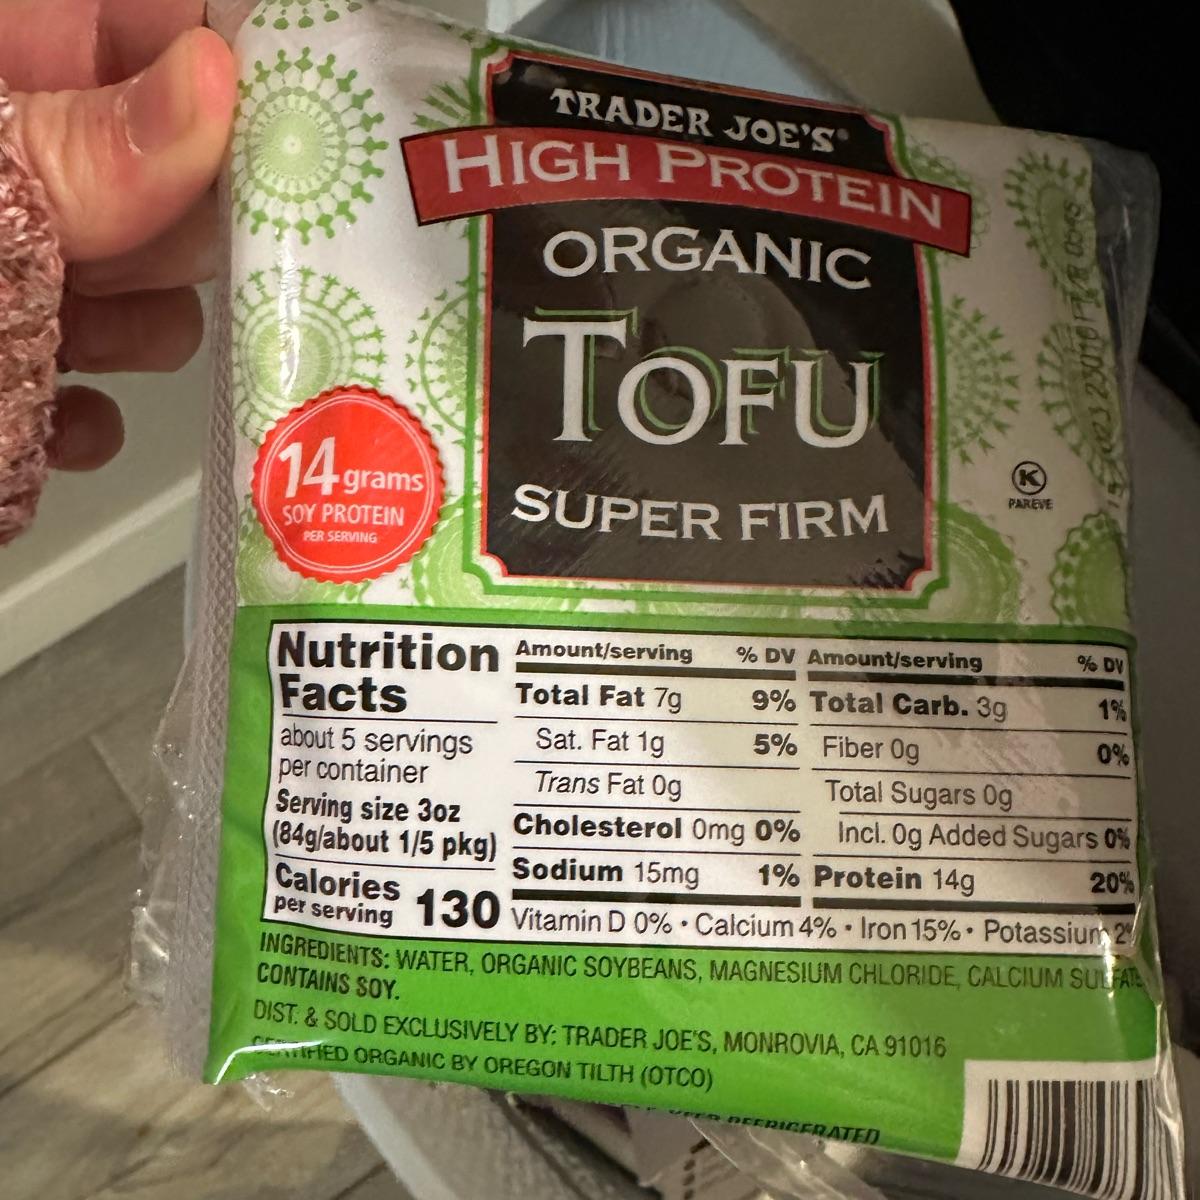 TRADER JOE'S®
HIGH PROTEIN
ORGANIC
TOFU
SUPER FIRM
14 grams
SOY PROTEIN
PER SERVING
K
PAREVE
Nutrition
Facts
about 5 servings
per container
Serving size 3oz
(84g/about 1/5 pkg)
Calories
per serving 130
Amount/serving % DV
Total Fat 7g 9%
Sat. Fat 1g 5%
Trans Fat 0g
Cholesterol 0mg 0%
Sodium 15mg 1%
Amount/serving % DV
Total Carb. 3g 1%
Fiber 0g 0%
Total Sugars 0g
Incl. 0g Added Sugars 0%
Protein 14g 20%
Vitamin D 0% • Calcium 4% • Iron 15% • Potassium 2%
INGREDIENTS: WATER, ORGANIC SOYBEANS, MAGNESIUM CHLORIDE, CALCIUM SULFATE
CONTAINS SOY.
DIST. & SOLD EXCLUSIVELY BY: TRADER JOE'S, MONROVIA, CA 91016
CERTIFIED ORGANIC BY OREGON TILTH (OTCO)
KEEP REFRIGERATED